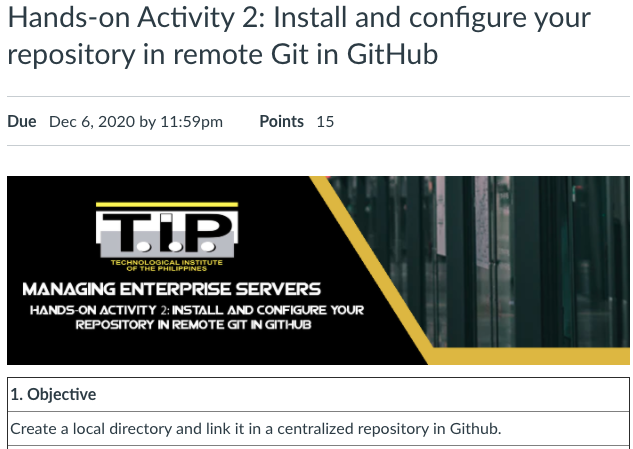 Hands-on Activity 2: Install and configure your
repository in remote Git in GitHub
Due Dec 6, 2020 by 11:59pm Points 15
T.I.P.
TECHNOLOGICAL INSTITUTE
OF THE PHILIPPINES
MANAGING ENTERPRISE SERVERS
HANDS-ON ACTIVITY 2: INSTALL AND CONFIGURE YOUR
REPOSITORY IN REMOTE GIT IN GITHUB
1. Objective
Create a local directory and link it in a centralized repository in Github.